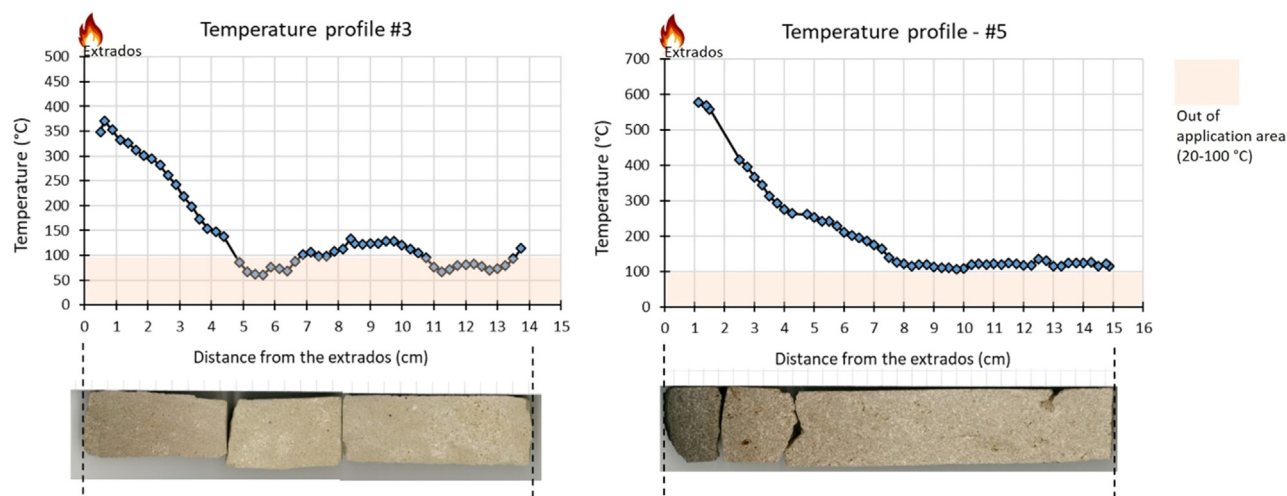 Temperature profile #3
Extrados
500
450
400
350
300
250
200
150
100
50
0
Temperature (°C)
0 1 2 3 4 5 6 7 8 9 10 11 12 13 14 15
Distance from the extrados (cm)
Temperature profile - #5
Extrados
700
600
500
400
300
200
100
0
Temperature (°C)
0 1 2 3 4 5 6 7 8 9 10 11 12 13 14 15 16
Distance from the extrados (cm)
Out of
application area
(20-100 °C)